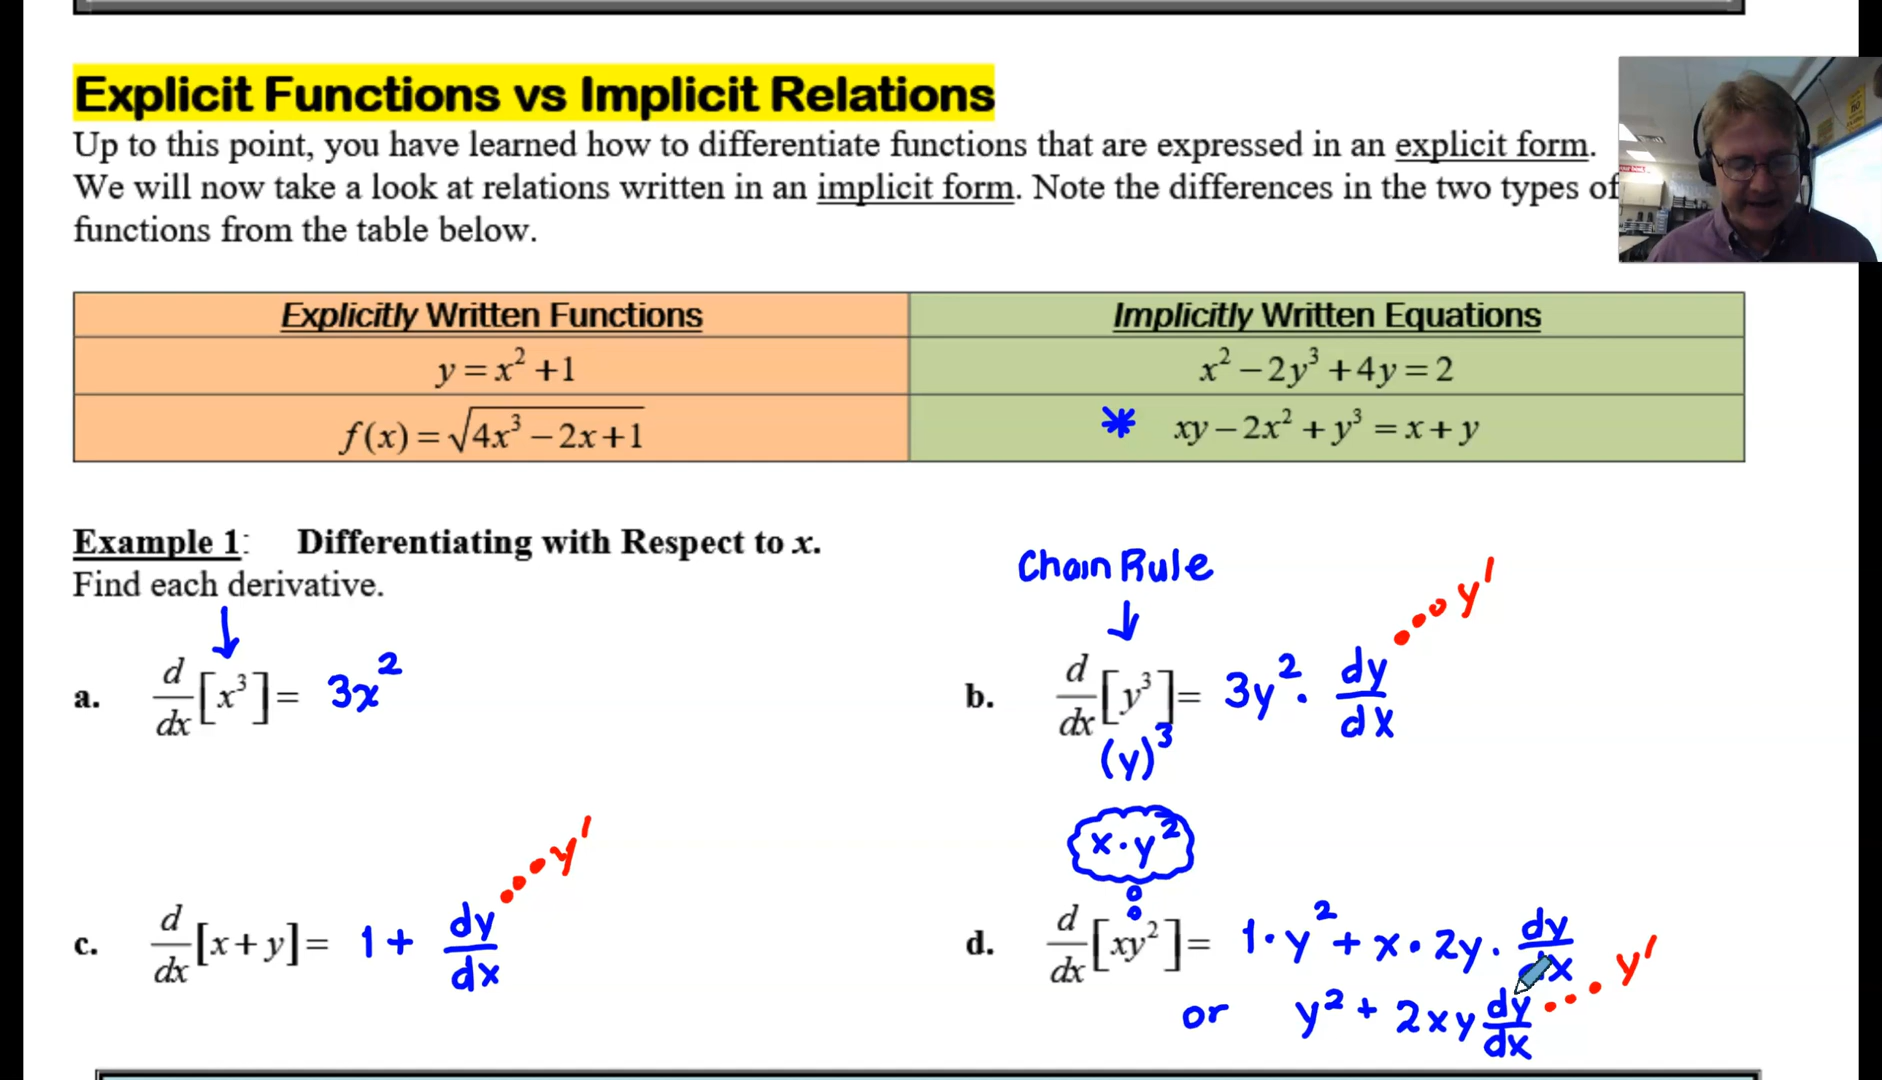 Explicit Functions vs Implicit Relations
Up to this point, you have learned how to differentiate functions that are expressed in an explicit form.
We will now take a look at relations written in an implicit form. Note the differences in the two types of
functions from the table below.
Explicitly Written Functions
Implicitly Written Equations
y = x² + 1
x² − 2y³ + 4y = 2
f(x) = √(4x³ − 2x + 1)
* xy − 2x² + y³ = x + y
Example 1: Differentiating with Respect to x.
Find each derivative.
Chain Rule
a. d/dx [x³] = 3x²
b. d/dx [y³] = 3y² · dy/dx y'
(y)³
x · y²
c. d/dx [x + y] = 1 + dy/dx y'
d. d/dx [xy²] = 1 · y² + x · 2y · dy/dx
or y² + 2xy dy/dx y'